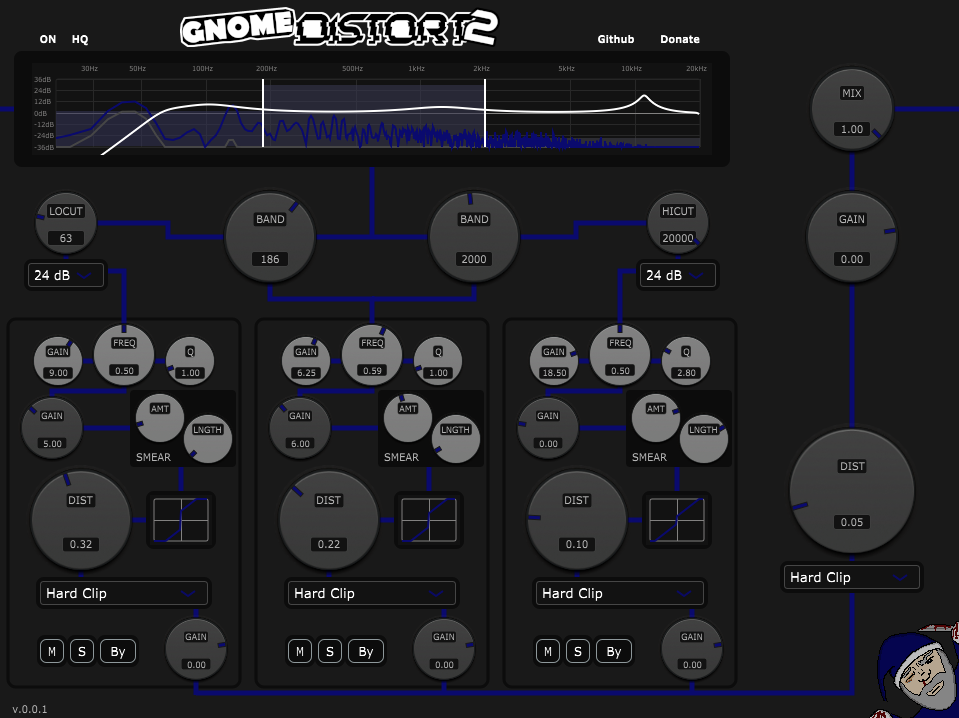 GNOME DISTORT 2
ON HQ
Github Donate
30Hz 50Hz 100Hz 200Hz 500Hz 1kHz 2kHz 5kHz 10kHz 20kHz
36dB
24dB
12dB
0dB
-12dB
-24dB
-36dB
MIX
1.00
LOCUT
63
24 dB
BAND
186
BAND
2000
HICUT
20000
24 dB
GAIN
0.00
GAIN
9.00
FREQ
0.50
Q
1.00
GAIN
5.00
AMT
LNGTH
SMEAR
DIST
0.32
Hard Clip
M S By
GAIN
0.00
GAIN
6.25
FREQ
0.59
Q
1.00
GAIN
6.00
AMT
LNGTH
SMEAR
DIST
0.22
Hard Clip
M S By
GAIN
0.00
GAIN
18.50
FREQ
0.50
Q
2.80
GAIN
0.00
AMT
LNGTH
SMEAR
DIST
0.10
Hard Clip
M S By
GAIN
0.00
DIST
0.05
Hard Clip
v.0.0.1